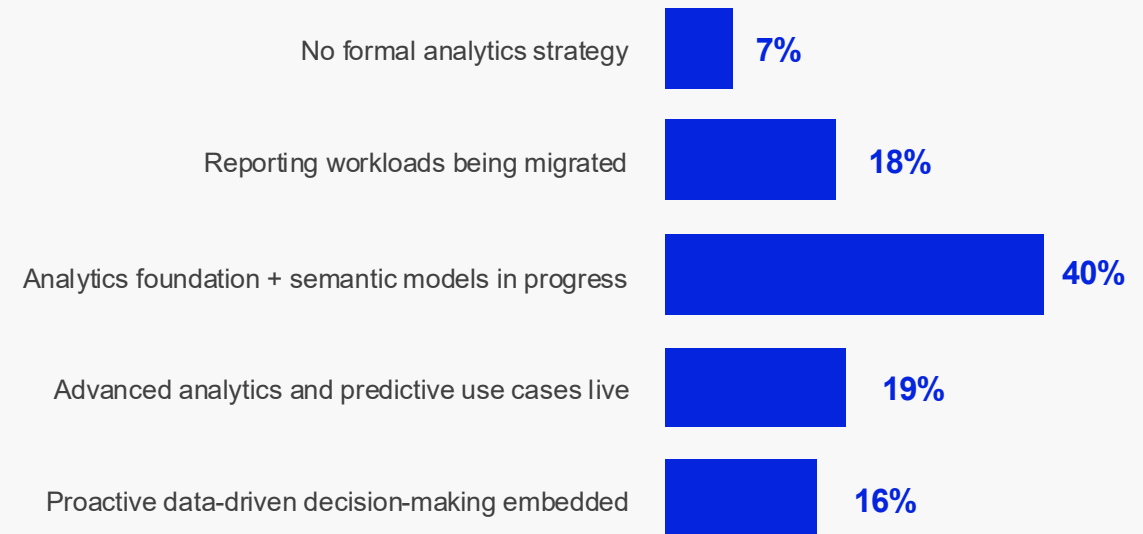 No formal analytics strategy 7%
Reporting workloads being migrated 18%
Analytics foundation + semantic models in progress 40%
Advanced analytics and predictive use cases live 19%
Proactive data-driven decision-making embedded 16%